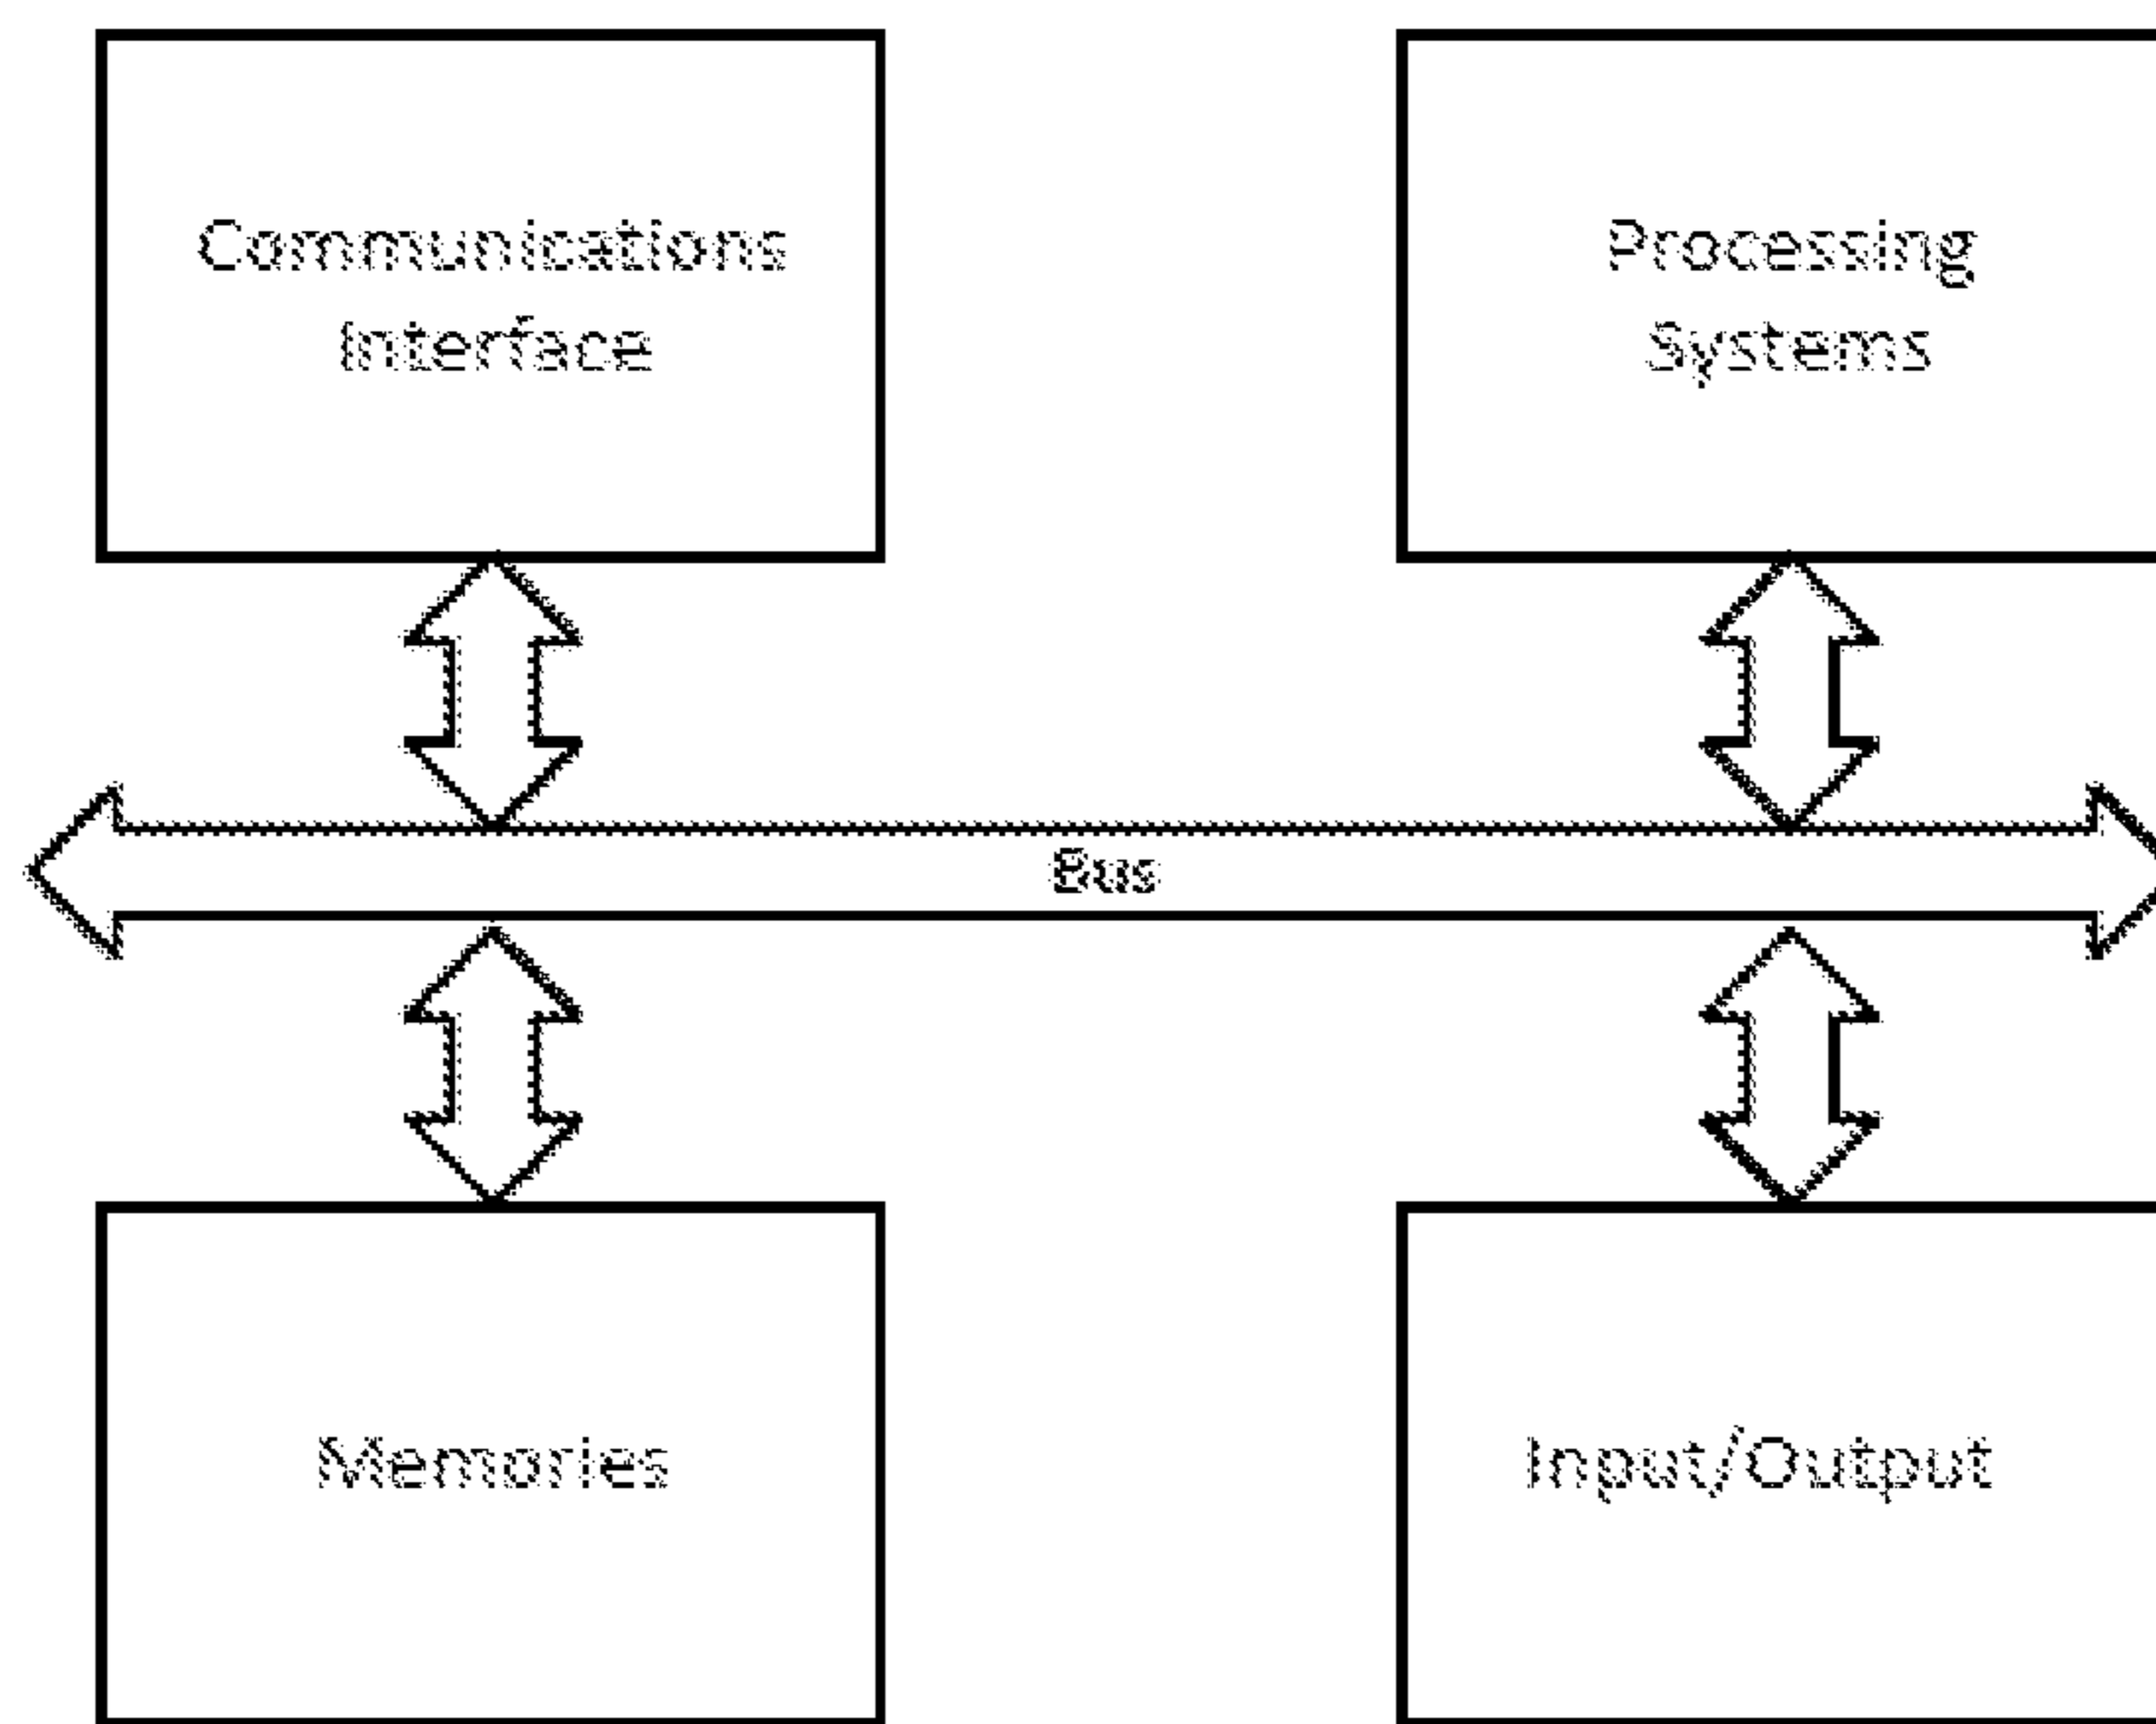 Communications
Interface
Processing
Systems
Bus
Memories
Input/Output